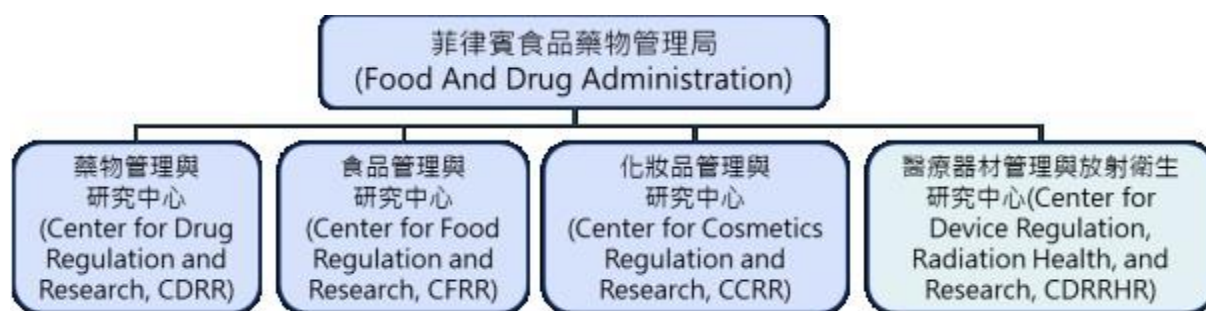 菲律賓食品藥物管理局
(Food And Drug Administration)
藥物管理與
研究中心
(Center for Drug
Regulation and
Research, CDRR)
食品管理與
研究中心
(Center for Food
Regulation and
Research, CFRR)
化妝品管理與
研究中心
(Center for Cosmetics
Regulation and
Research, CCRR)
醫療器材管理與放射衛生
研究中心(Center for
Device Regulation,
Radiation Health, and
Research, CDRRHR)